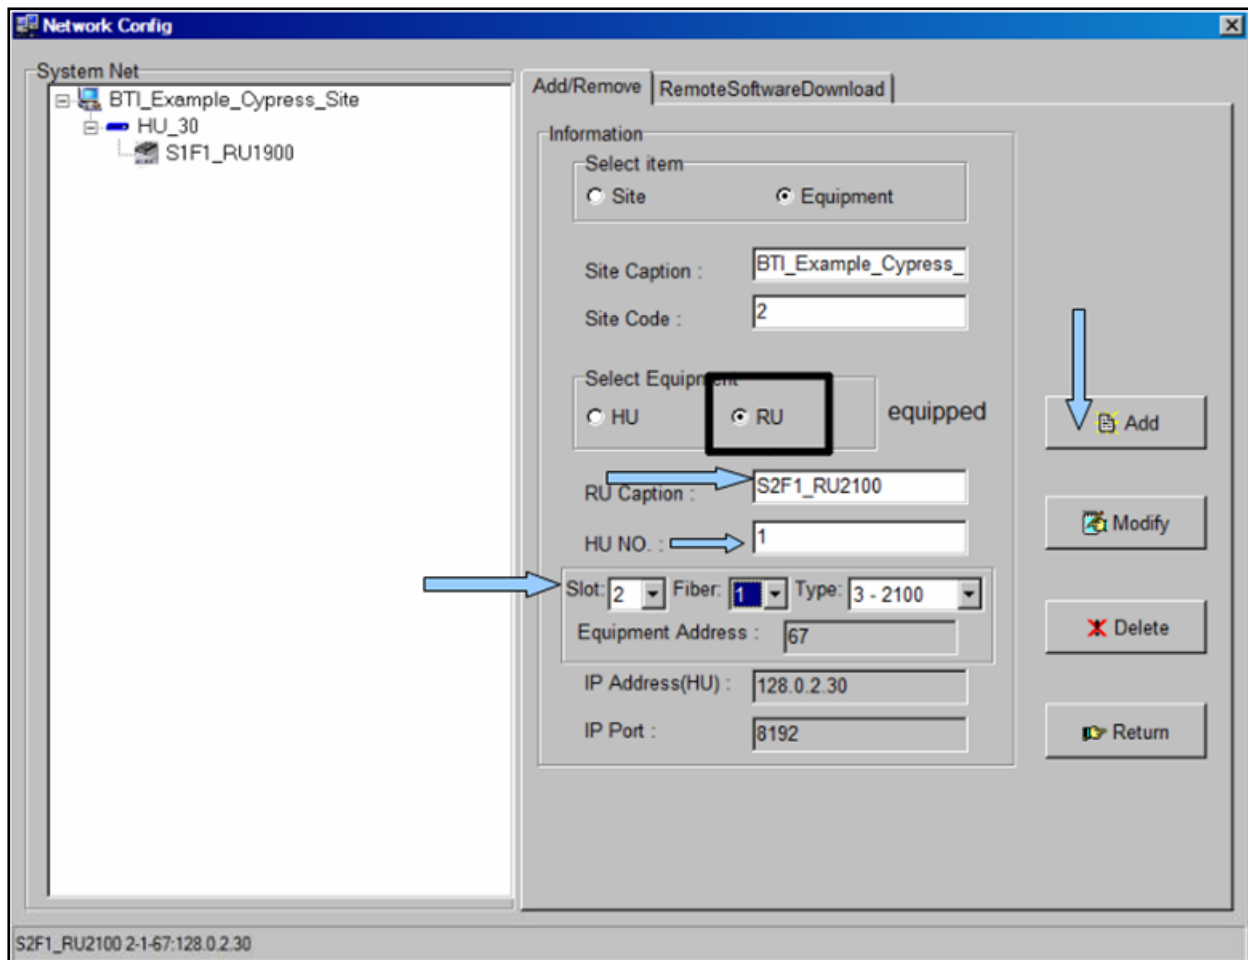 Network Config
System Net
BTI_Example_Cypress_Site
HU_30
S1F1_RU1900
Add/Remove
RemoteSoftwareDownload
Information
Select item
Site
Equipment
Site Caption :
BTI_Example_Cypress_
Site Code :
2
Select Equipment
HU
RU
equipped
RU Caption :
S2F1_RU2100
HU NO. :
1
Slot: 2 Fiber: 1 Type: 3 - 2100
Equipment Address :
67
IP Address(HU) :
128.0.2.30
IP Port :
8192
Add
Modify
Delete
Return
S2F1_RU2100 2-1-67:128.0.2.30